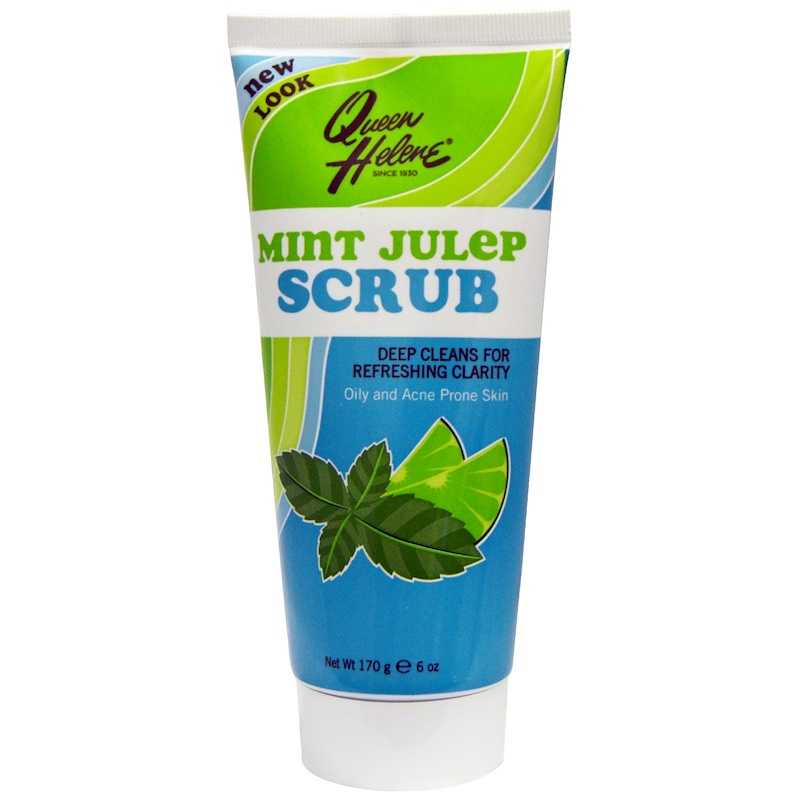 new
LOOK
Queen
Helene®
SINCE 1930
MINT JULEP
SCRUB
DEEP CLEANS FOR
REFRESHING CLARITY
Oily and Acne Prone Skin
Net Wt 170 g ℮ 6 oz